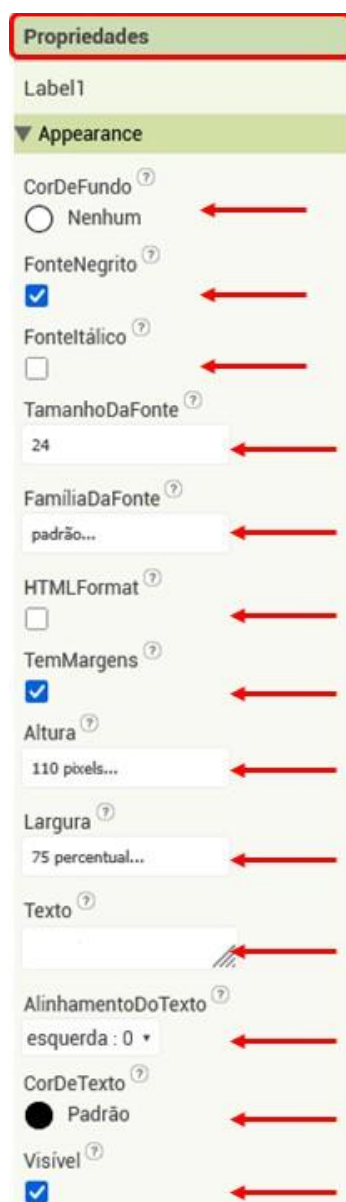 Propriedades
Label1
Appearance
CorDeFundo ?
Nenhum
FonteNegrito ?
FonteItálico ?
TamanhoDaFonte ?
24
FamíliaDaFonte ?
padrão...
HTMLFormat ?
TemMargens ?
Altura ?
110 pixels...
Largura ?
75 percentual...
Texto ?
AlinhamentoDoTexto ?
esquerda : 0
CorDeTexto ?
Padrão
Visível ?